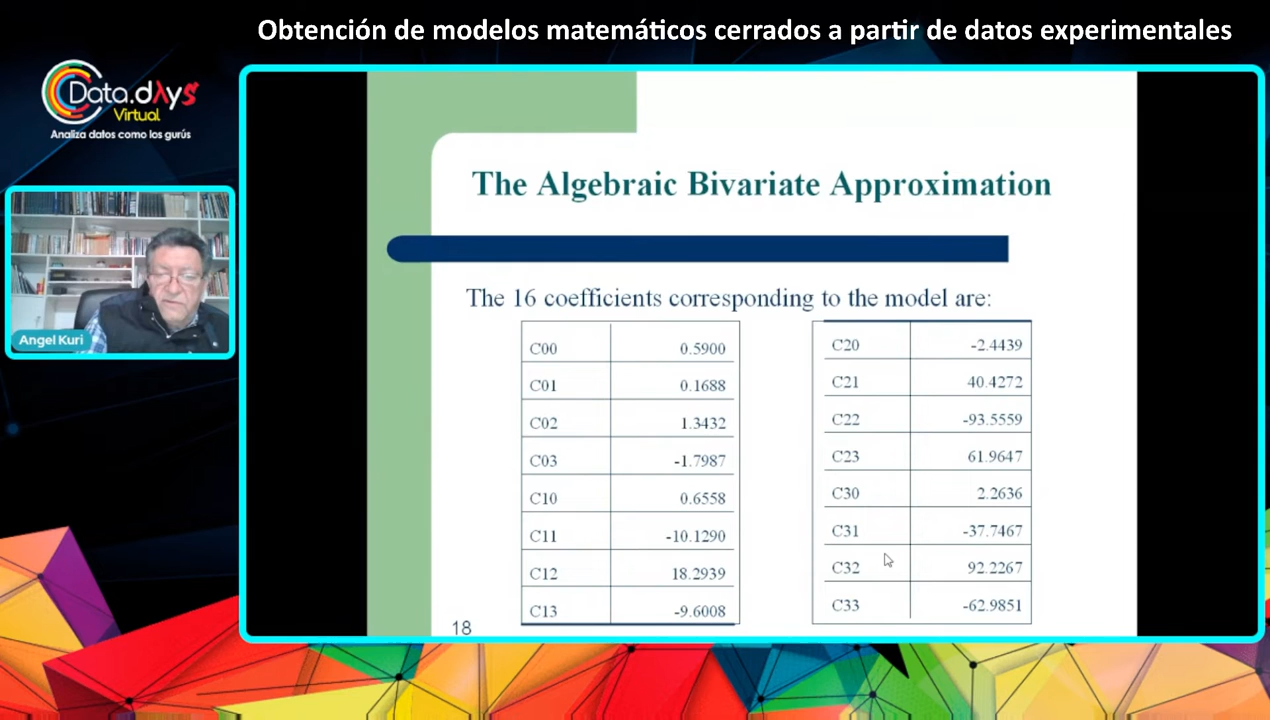 Obtención de modelos matemáticos cerrados a partir de datos experimentales
Data.dλys
Virtual
Analiza datos como los gurús
Angel Kuri
The Algebraic Bivariate Approximation
The 16 coefficients corresponding to the model are:
C00 0.5900
C01 0.1688
C02 1.3432
C03 -1.7987
C10 0.6558
C11 -10.1290
C12 18.2939
C13 -9.6008
C20 -2.4439
C21 40.4272
C22 -93.5559
C23 61.9647
C30 2.2636
C31 -37.7467
C32 92.2267
C33 -62.9851
18